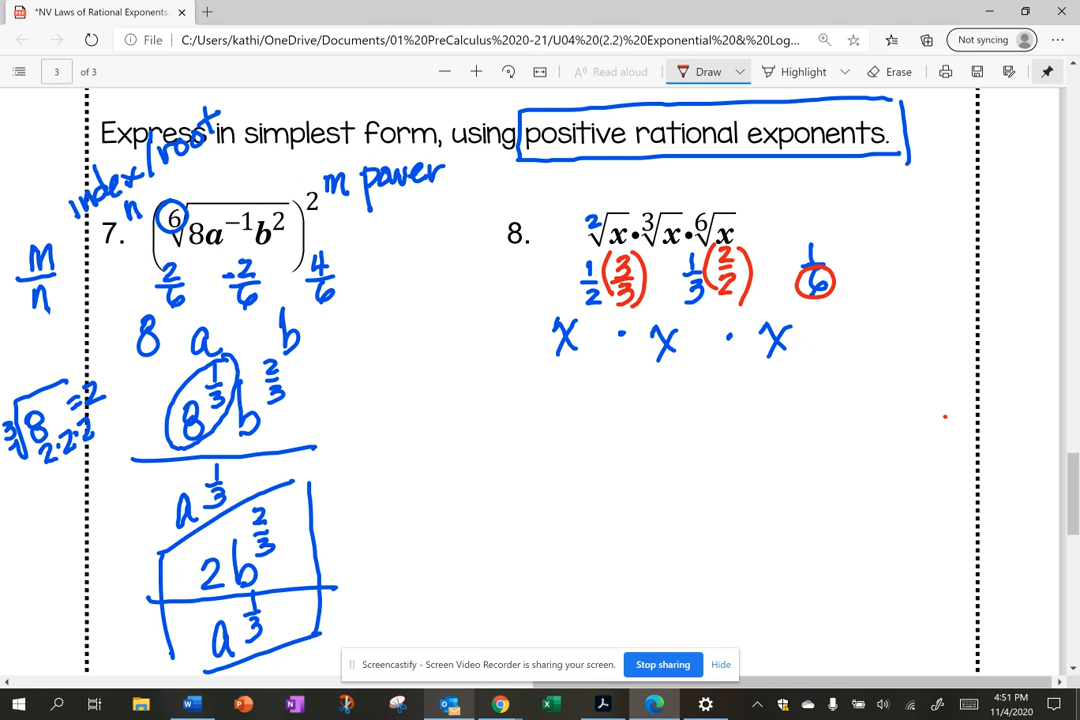 *NV Laws of Rational Exponents.
File C:/Users/kathi/OneDrive/Documents/01%20PreCalculus%2020-21/U04%20(2.2)%20Exponential%20&%20Log... Not syncing
3 of 3 Read aloud Draw Highlight Erase
Express in simplest form, using positive rational exponents.
index/root
n
m power
7. (⁶√8a⁻¹b²)²
m/n
2/6 -2/6 4/6
8 a b
8^1/3 b^2/3
a^1/3
³√8 = 2
2·2·2
2b^2/3
a^1/3
8. ²√x·³√x·⁶√x
1/2 (3/3) 1/3 (2/2) 1/6
x · x · x
Screencastify - Screen Video Recorder is sharing your screen. Stop sharing Hide
4:51 PM
11/4/2020